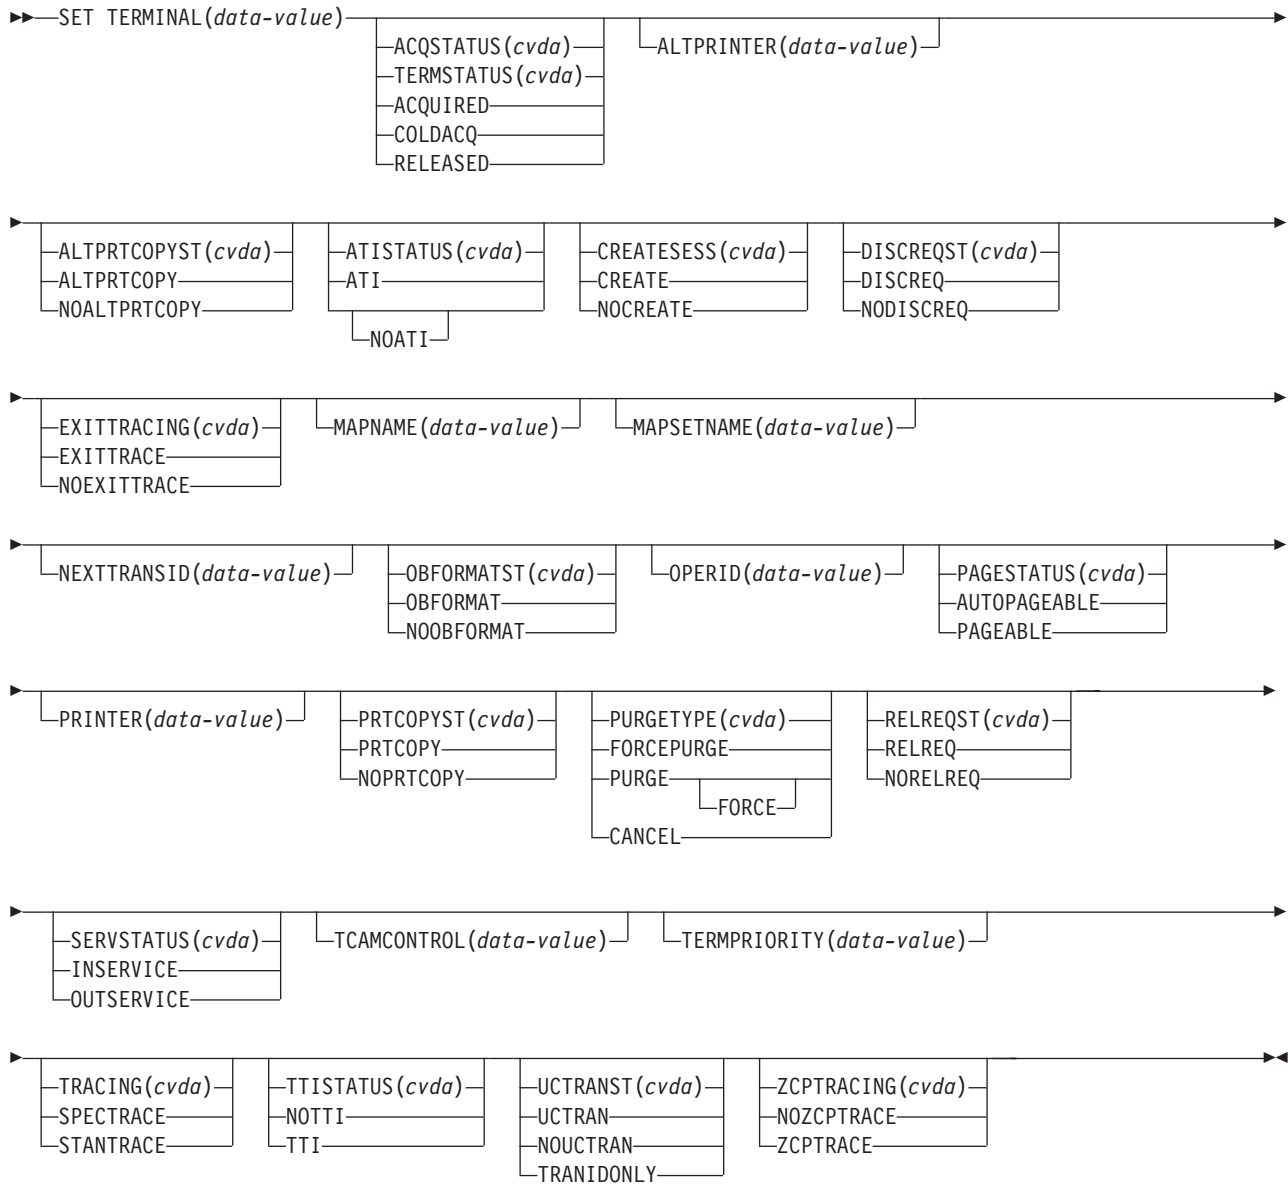 SET TERMINAL(data-value)
ACQSTATUS(cvda)
TERMSTATUS(cvda)
ACQUIRED
COLDACQ
RELEASED
ALTPRINTER(data-value)
ALTPRTCOPYST(cvda)
ALTPRTCOPY
NOALTPRTCOPY
ATISTATUS(cvda)
ATI
NOATI
CREATESESS(cvda)
CREATE
NOCREATE
DISCREQST(cvda)
DISCREQ
NODISCREQ
EXITTRACING(cvda)
EXITTRACE
NOEXITTRACE
MAPNAME(data-value)
MAPSETNAME(data-value)
NEXTTRANSID(data-value)
OBFORMATST(cvda)
OBFORMAT
NOOBFORMAT
OPERID(data-value)
PAGESTATUS(cvda)
AUTOPAGEABLE
PAGEABLE
PRINTER(data-value)
PRTCOPYST(cvda)
PRTCOPY
NOPRTCOPY
PURGETYPE(cvda)
FORCEPURGE
PURGE
FORCE
CANCEL
RELREQST(cvda)
RELREQ
NORELREQ
SERVSTATUS(cvda)
INSERVICE
OUTSERVICE
TCAMCONTROL(data-value)
TERMPRIORITY(data-value)
TRACING(cvda)
SPECTRACE
STANTRACE
TTISTATUS(cvda)
NOTTI
TTI
UCTRANST(cvda)
UCTRAN
NOUCTRAN
TRANIDONLY
ZCPTRACING(cvda)
NOZCPTRACE
ZCPTRACE